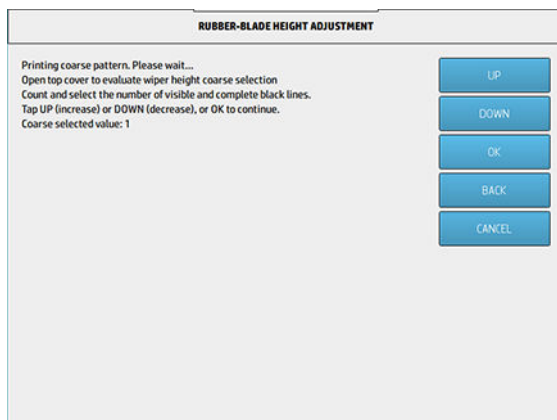 RUBBER-BLADE HEIGHT ADJUSTMENT
Printing coarse pattern. Please wait...
Open top cover to evaluate wiper height coarse selection
Count and select the number of visible and complete black lines.
Tap UP (increase) or DOWN (decrease), or OK to continue.
Coarse selected value: 1
UP
DOWN
OK
BACK
CANCEL